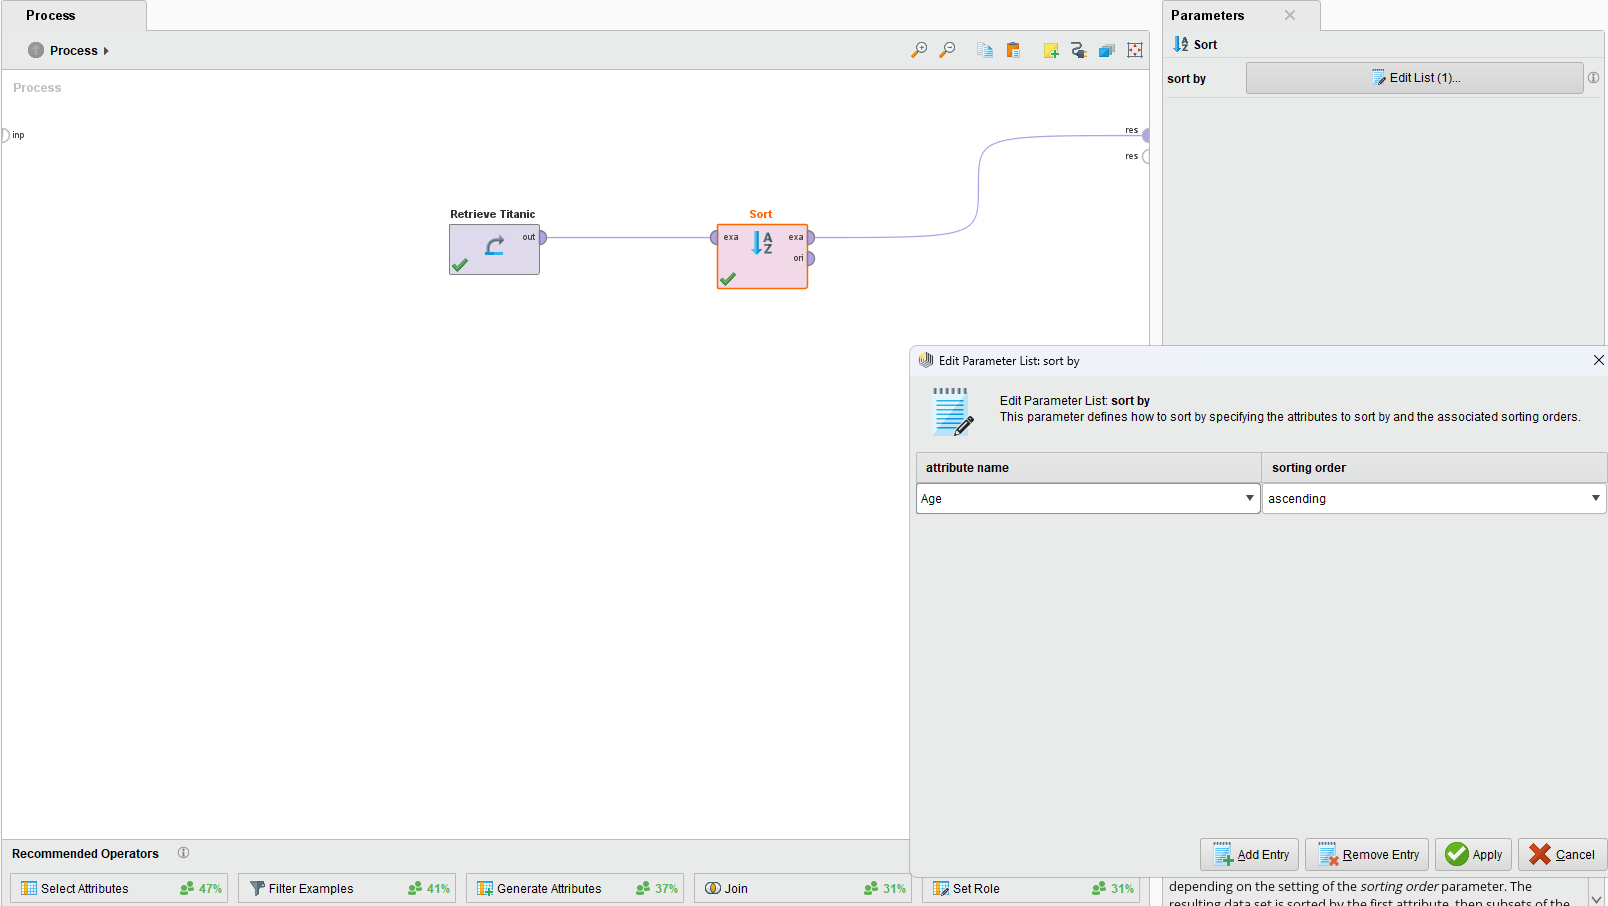 Process
Process
Process
inp
res
res
Retrieve Titanic
out
Sort
exa
exa
ori
A
Z
Parameters
Sort
sort by
Edit List (1)...
Edit Parameter List: sort by
Edit Parameter List: sort by
This parameter defines how to sort by specifying the attributes to sort by and the associated sorting orders.
attribute name
sorting order
Age
ascending
Add Entry
Remove Entry
Apply
Cancel
Recommended Operators
Select Attributes
47%
Filter Examples
41%
Generate Attributes
37%
Join
31%
Set Role
31%
depending on the setting of the sorting order parameter. The
resulting data set is sorted by the first attribute, then subsets of the